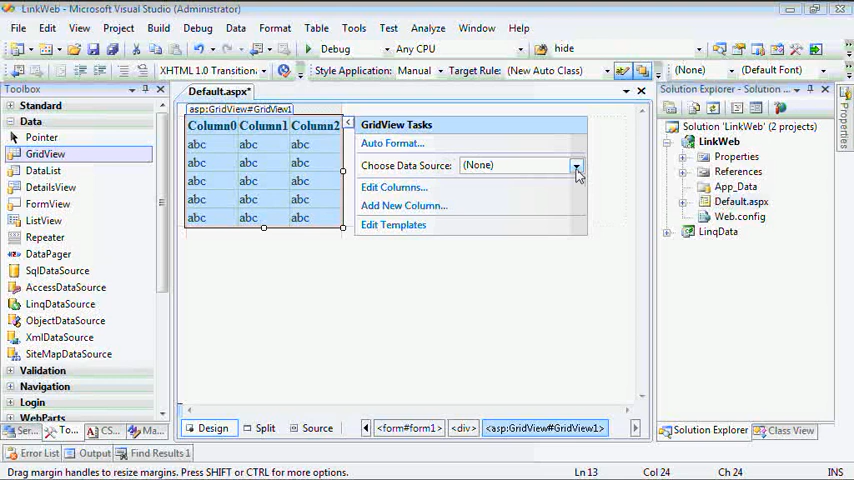 LinkWeb - Microsoft Visual Studio (Administrator)
File Edit View Project Build Debug Data Format Table Tools Test Analyze Window Help
Debug Any CPU hide
XHTML 1.0 Transition. Style Application: Manual Target Rule: (New Auto Class) (None) (Default Font)
Toolbox
Standard
Data
Pointer
GridView
DataList
DetailsView
FormView
ListView
Repeater
DataPager
SqlDataSource
AccessDataSource
LinqDataSource
ObjectDataSource
XmlDataSource
SiteMapDataSource
Validation
Navigation
Login
WebParts
Ser... To... CS... Ma...
Default.aspx*
asp:GridView#GridView1
Column0 Column1 Column2
abc abc abc
abc abc abc
abc abc abc
abc abc abc
abc abc abc
GridView Tasks
Auto Format...
Choose Data Source: (None)
Edit Columns...
Add New Column...
Edit Templates
Design Split Source <form#form1> <div> <asp:GridView#GridView1>
Solution Explorer - Solution 'LinkWeb...
Solution 'LinkWeb' (2 projects)
LinkWeb
Properties
References
App_Data
Default.aspx
Web.config
LinqData
Solution Explorer Class View
Properties
Error List Output Find Results 1
Drag margin handles to resize margins. Press SHIFT or CTRL for more options. Ln 13 Col 24 Ch 24 INS